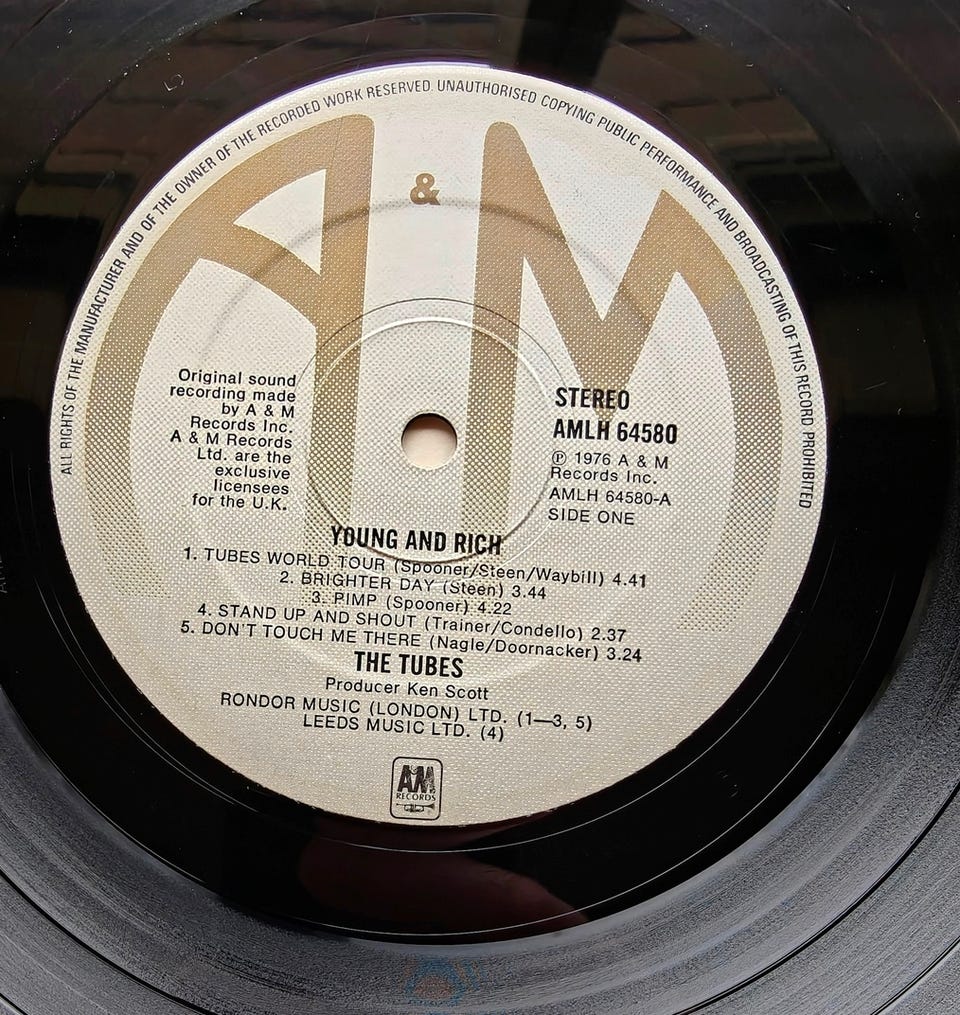 ALL RIGHTS OF THE MANUFACTURER AND OF THE OWNER OF THE RECORDED WORK RESERVED. UNAUTHORISED COPYING PUBLIC PERFORMANCE AND BROADCASTING OF THIS RECORD PROHIBITED
A & M
Original sound
recording made
by A & M
Records Inc.
A & M Records
Ltd. are the
exclusive
licensees
for the U.K.
STEREO
AMLH 64580
℗ 1976 A & M
Records Inc.
AMLH 64580-A
SIDE ONE
YOUNG AND RICH
1. TUBES WORLD TOUR (Spooner/Steen/Waybill) 4.41
2. BRIGHTER DAY (Steen) 3.44
3. PIMP (Spooner) 4.22
4. STAND UP AND SHOUT (Trainer/Condello) 2.37
5. DON'T TOUCH ME THERE (Nagle/Doornacker) 3.24
THE TUBES
Producer Ken Scott
RONDOR MUSIC (LONDON) LTD. (1—3, 5)
LEEDS MUSIC LTD. (4)
A&M
RECORDS